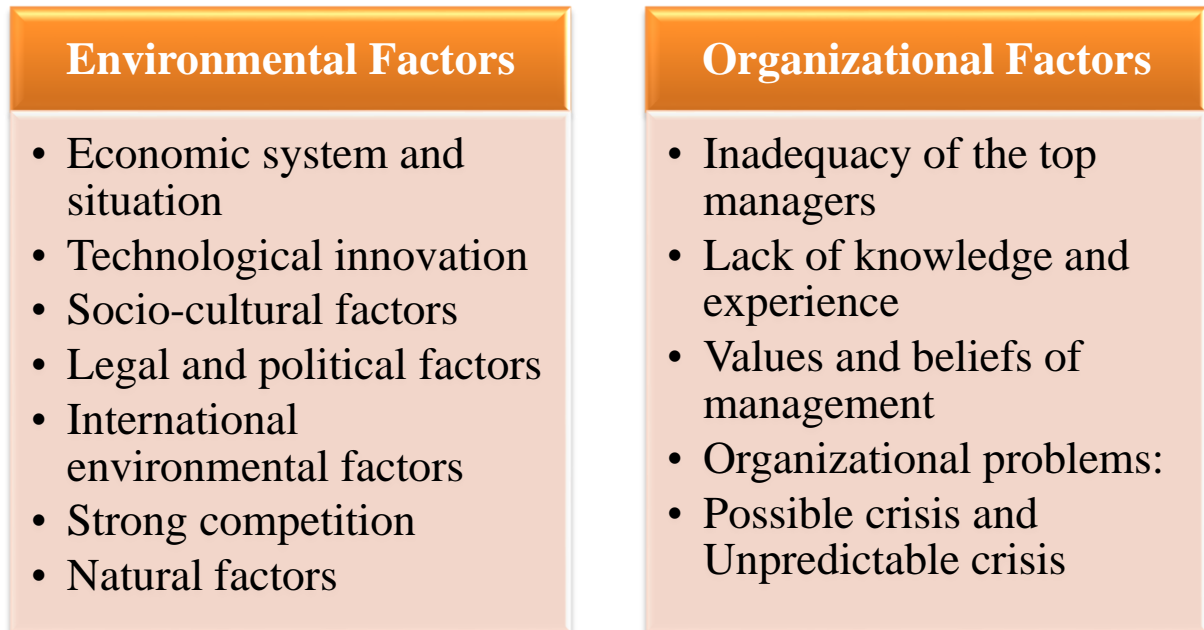 Environmental Factors
• Economic system and
situation
• Technological innovation
• Socio-cultural factors
• Legal and political factors
• International
environmental factors
• Strong competition
• Natural factors
Organizational Factors
• Inadequacy of the top
managers
• Lack of knowledge and
experience
• Values and beliefs of
management
• Organizational problems:
• Possible crisis and
Unpredictable crisis